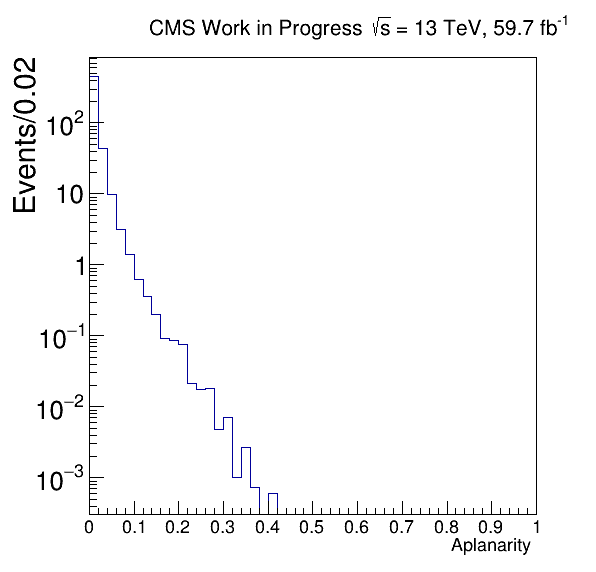 CMS Work in Progress √s = 13 TeV, 59.7 fb⁻¹
Events/0.02
10²
10
1
10⁻¹
10⁻²
10⁻³
0 0.1 0.2 0.3 0.4 0.5 0.6 0.7 0.8 0.9 1
Aplanarity